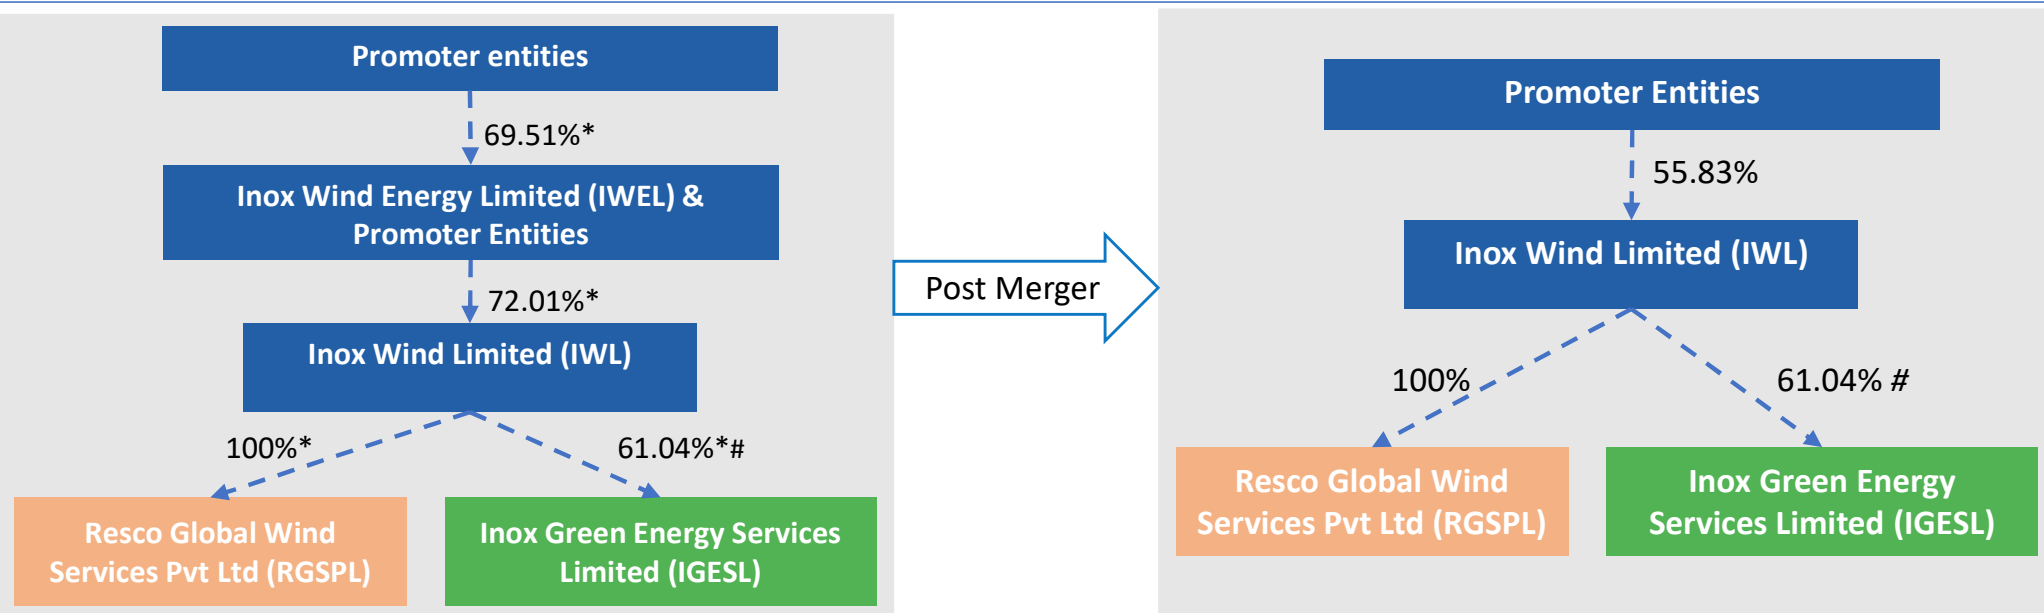 Promoter entities
69.51%*
Inox Wind Energy Limited (IWEL) &
Promoter Entities
72.01%*
Inox Wind Limited (IWL)
100%*
61.04%*#
Resco Global Wind
Services Pvt Ltd (RGSPL)
Inox Green Energy Services
Limited (IGESL)
Post Merger
Promoter Entities
55.83%
Inox Wind Limited (IWL)
100%
61.04% #
Resco Global Wind
Services Pvt Ltd (RGSPL)
Inox Green Energy
Services Limited (IGESL)